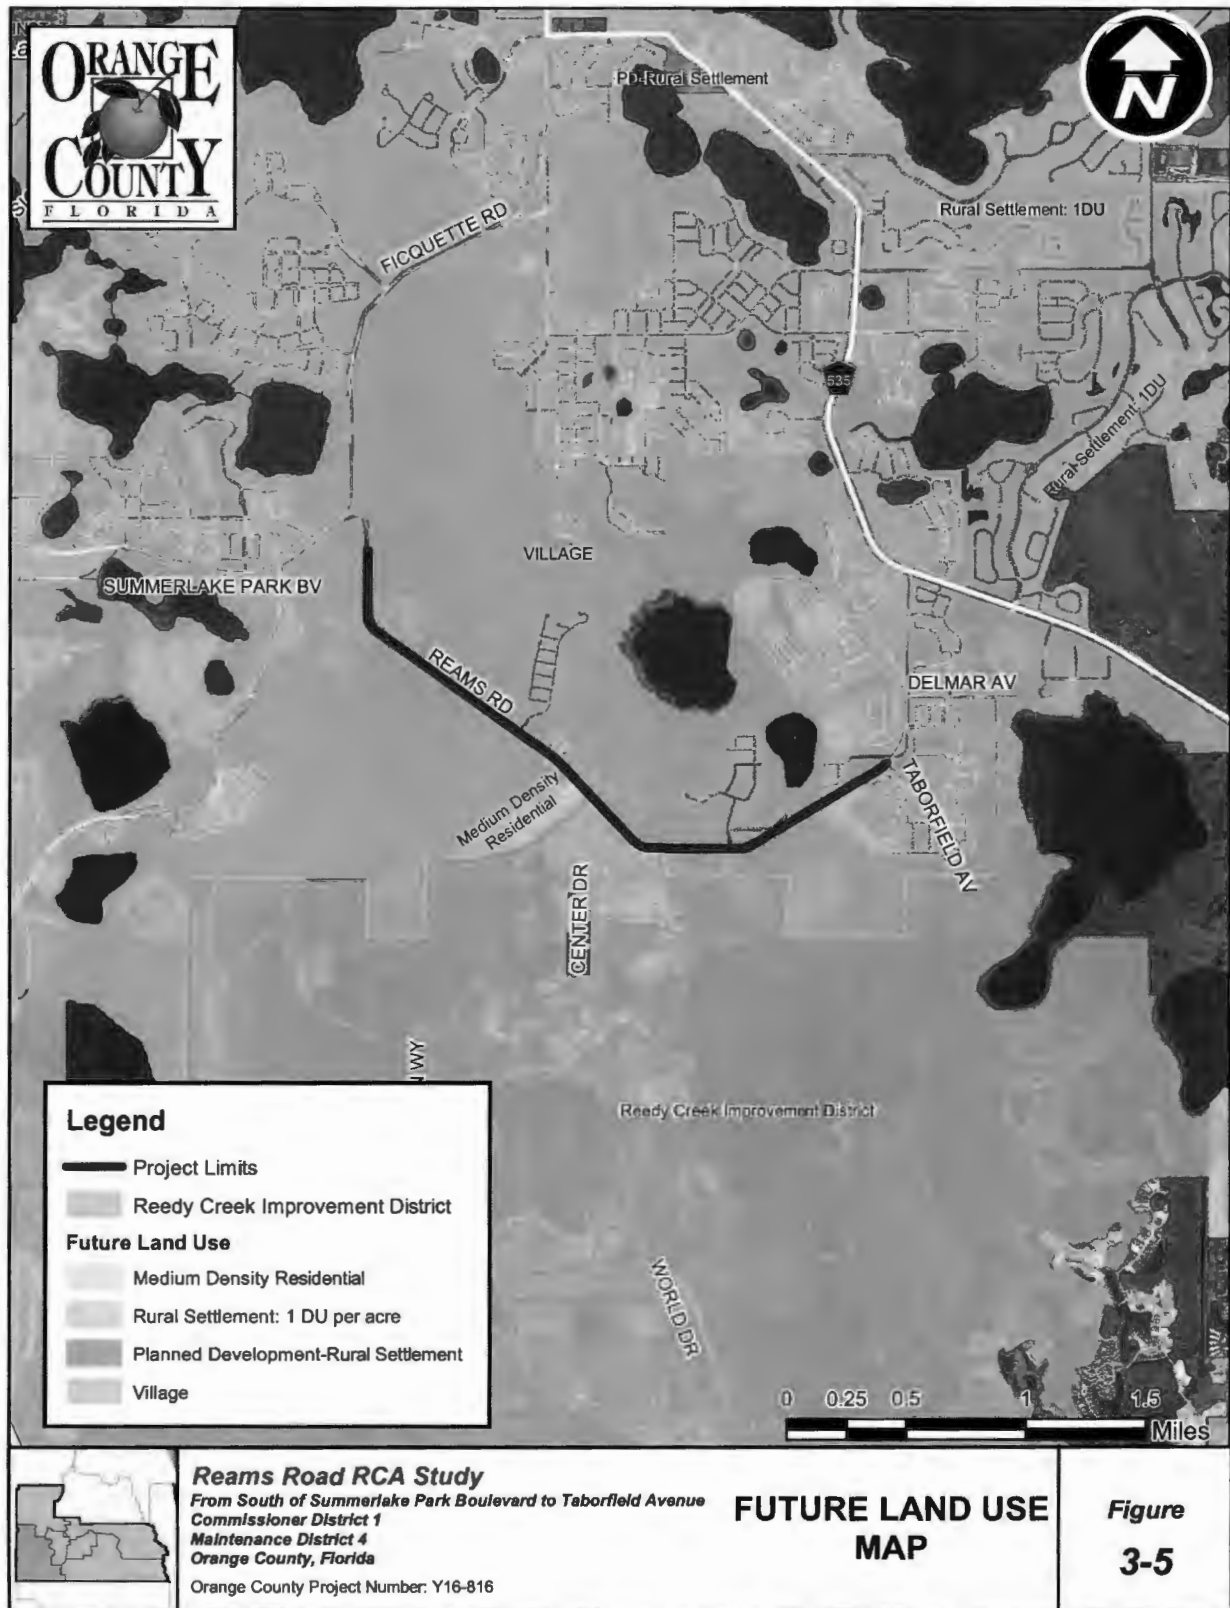 ORANGE
COUNTY
FLORIDA
N
PD-Rural Settlement
Rural Settlement: 1DU
FICQUETTE RD
535
Rural Settlement: 1DU
VILLAGE
SUMMERLAKE PARK BV
REAMS RD
DELMAR AV
Medium Density
Residential
TABORFIELD AV
CENTER DR
WY
Reedy Creek Improvement District
WORLD DR
Legend
Project Limits
Reedy Creek Improvement District
Future Land Use
Medium Density Residential
Rural Settlement: 1 DU per acre
Planned Development-Rural Settlement
Village
0 0.25 0.5 1 1.5
Miles
Reams Road RCA Study
From South of Summerlake Park Boulevard to Taborfield Avenue
Commissioner District 1
Maintenance District 4
Orange County, Florida
Orange County Project Number: Y16-816
FUTURE LAND USE
MAP
Figure
3-5